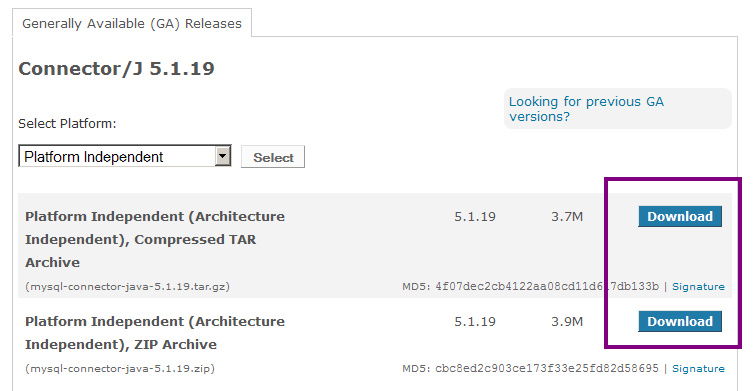 Generally Available (GA) Releases
Connector/J 5.1.19
Looking for previous GA
versions?
Select Platform:
Platform Independent
Select
Platform Independent (Architecture 5.1.19 3.7M Download
Independent), Compressed TAR
Archive
(mysql-connector-java-5.1.19.tar.gz) MD5: 4f07dec2cb4122aa08cd11d617db133b | Signature
Platform Independent (Architecture 5.1.19 3.9M Download
Independent), ZIP Archive
(mysql-connector-java-5.1.19.zip) MD5: cbc8ed2c903ce173f33e25fd82d58695 | Signature